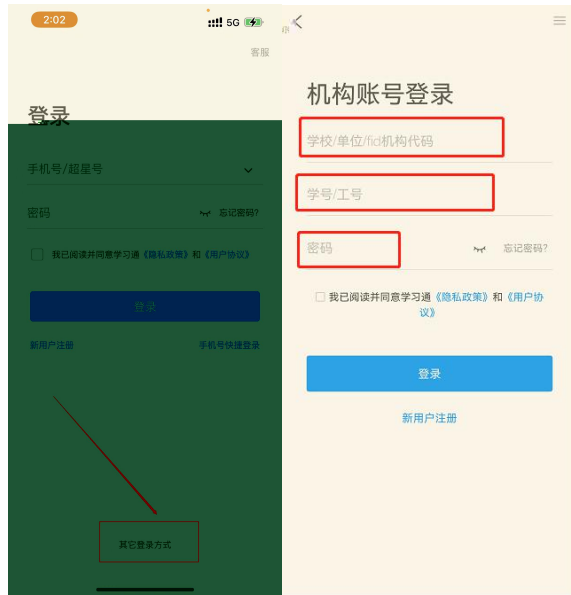 2:02
5G
客服
登录
手机号/超星号
密码
忘记密码?
我已阅读并同意学习通《隐私政策》和《用户协议》
登录
新用户注册
手机号快捷登录
其它登录方式
机构账号登录
学校/单位/fid机构代码
学号/工号
密码
忘记密码?
我已阅读并同意学习通《隐私政策》和《用户协
议》
登录
新用户注册